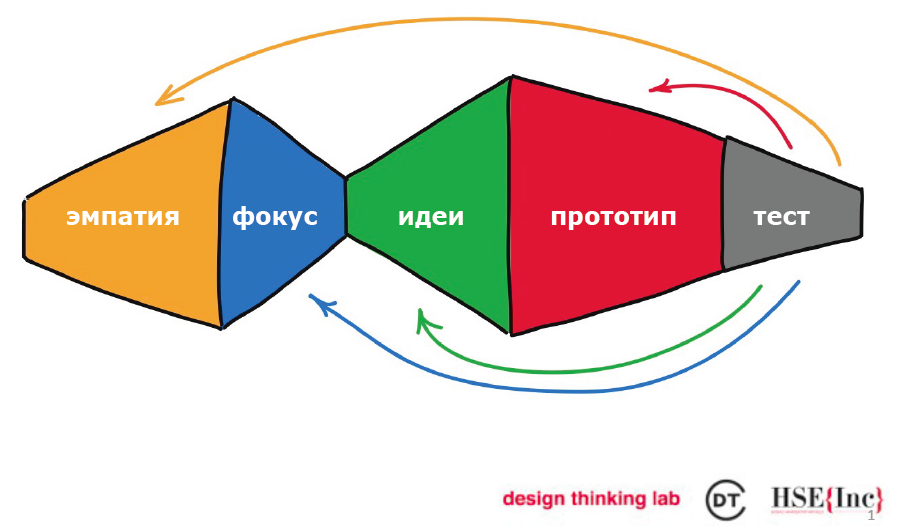 эмпатия фокус идеи прототип тест
design thinking lab DT HSE{Inc}
1